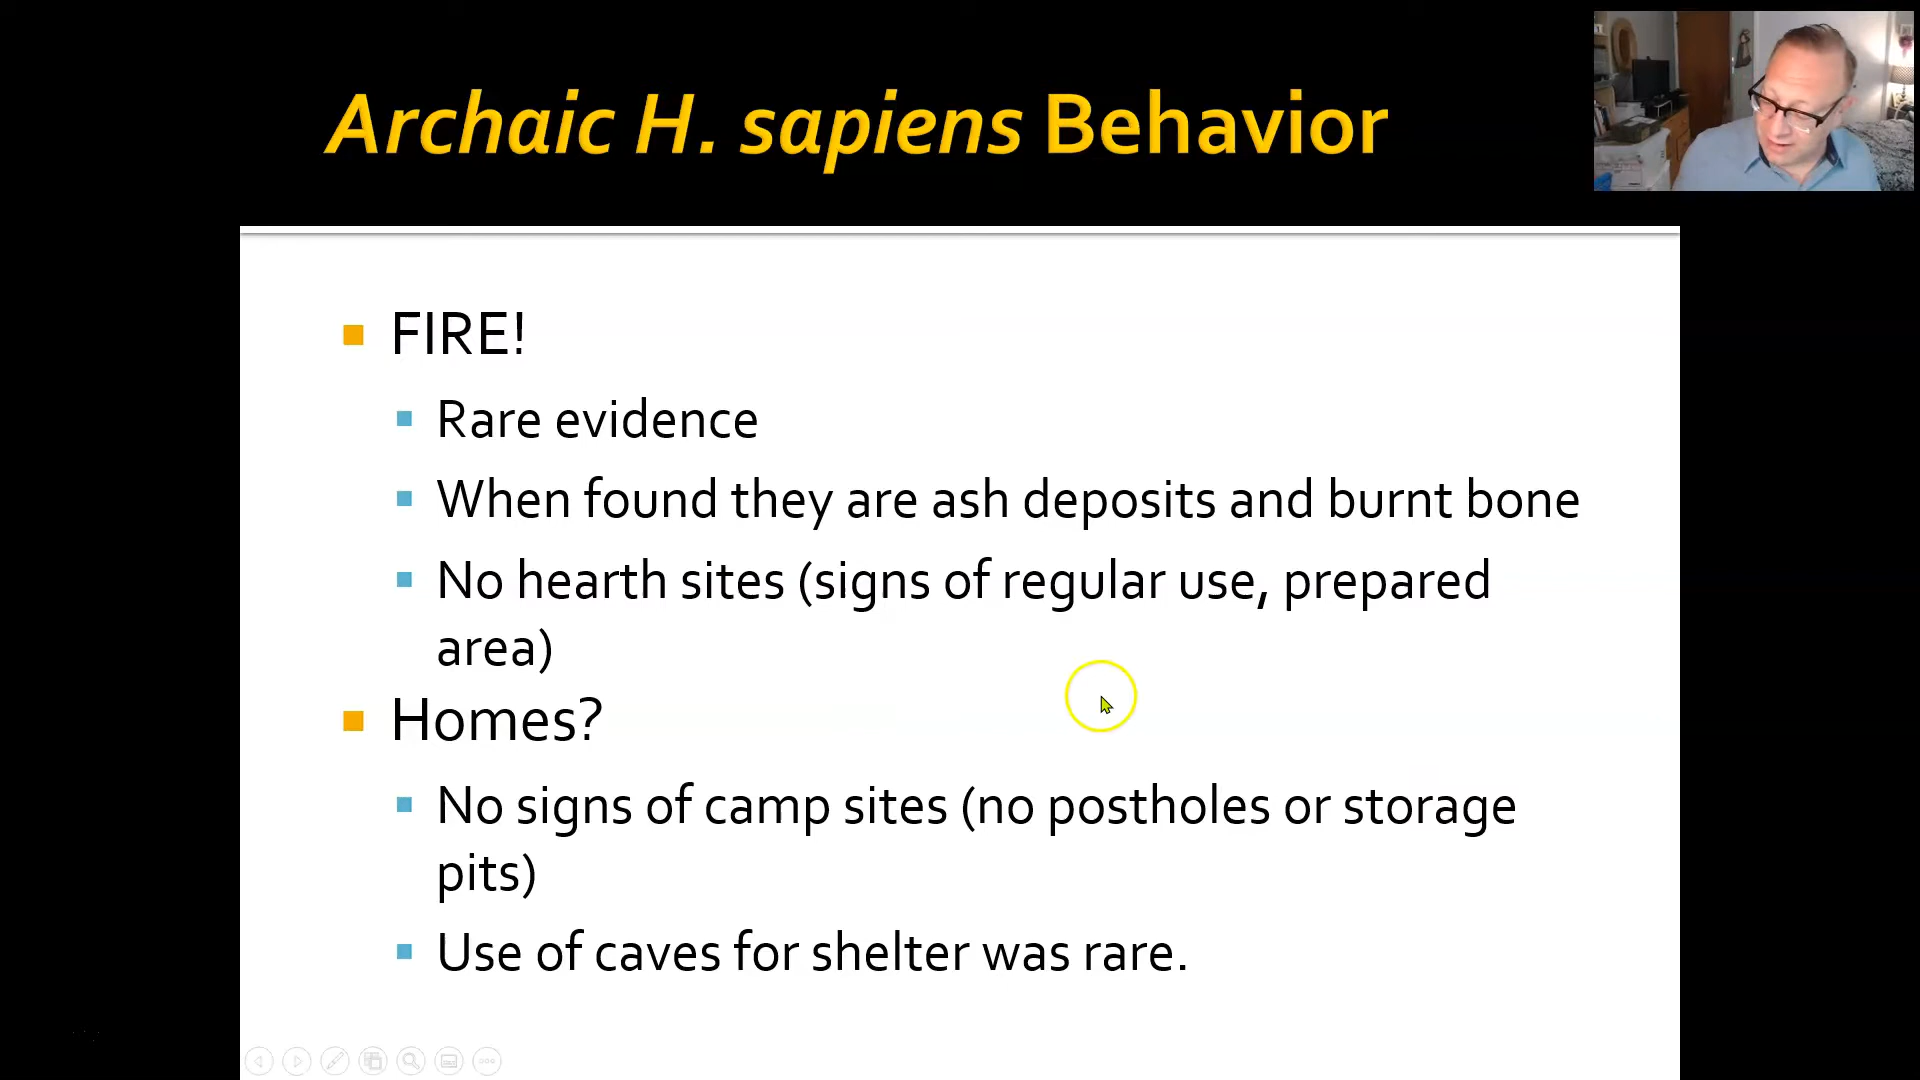 Archaic H. sapiens Behavior
FIRE!
Rare evidence
When found they are ash deposits and burnt bone
No hearth sites (signs of regular use, prepared
area)
Homes?
No signs of camp sites (no postholes or storage
pits)
Use of caves for shelter was rare.